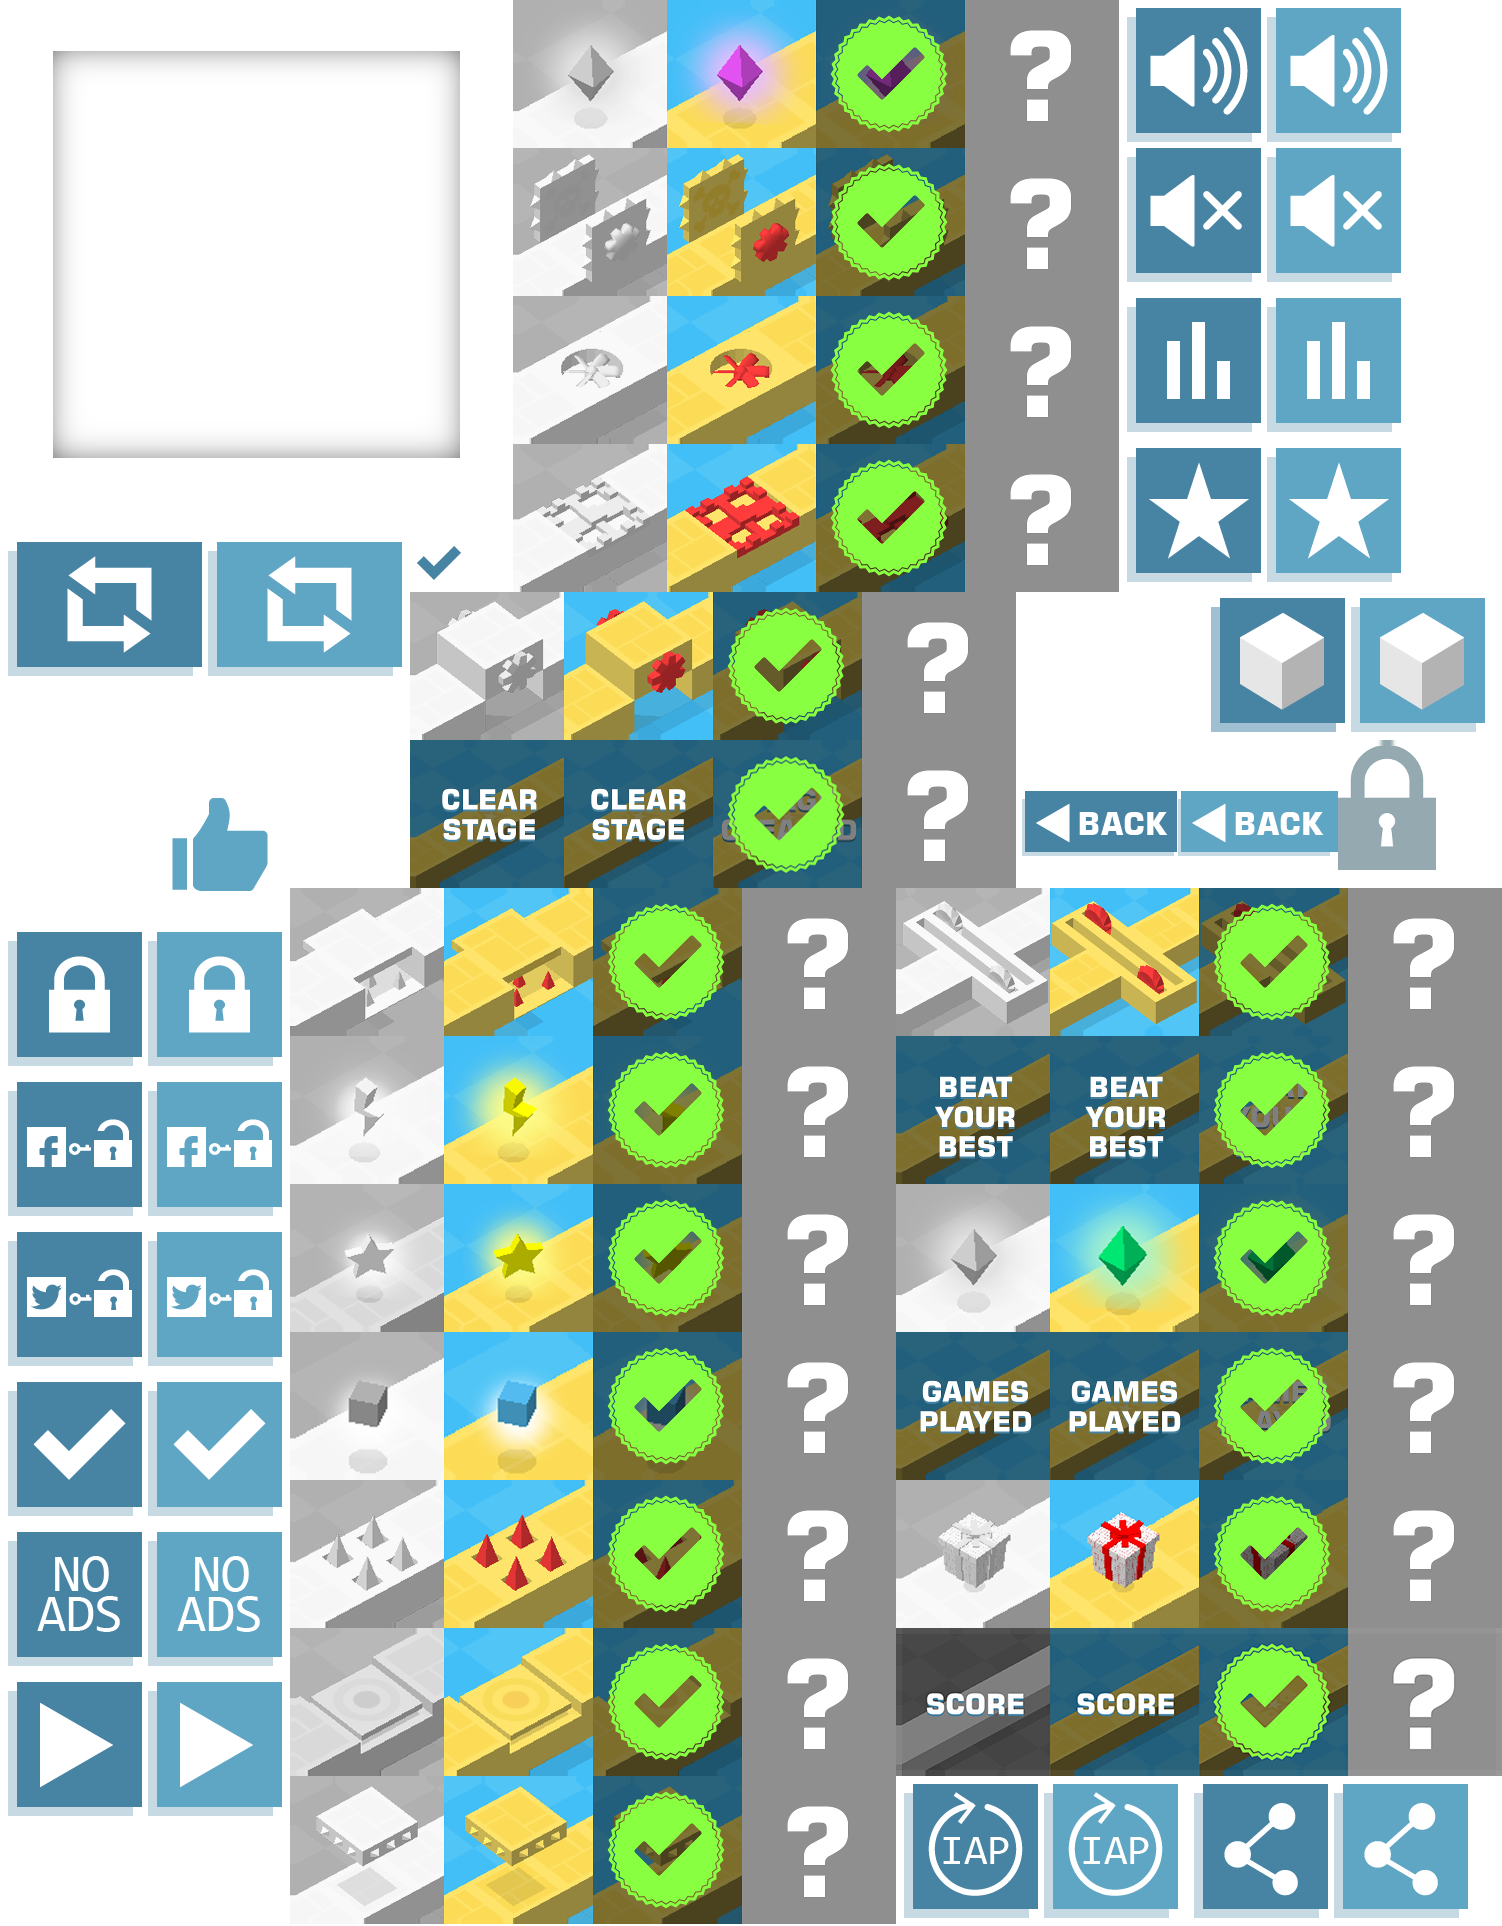 ?
?
?
?
?
CLEAR
STAGE
CLEAR
STAGE
?
BACK
BACK
?
?
?
BEAT
YOUR
BEST
BEAT
YOUR
BEST
?
?
?
?
GAMES
PLAYED
GAMES
PLAYED
?
?
?
NO
ADS
NO
ADS
?
SCORE
SCORE
?
?
IAP
IAP